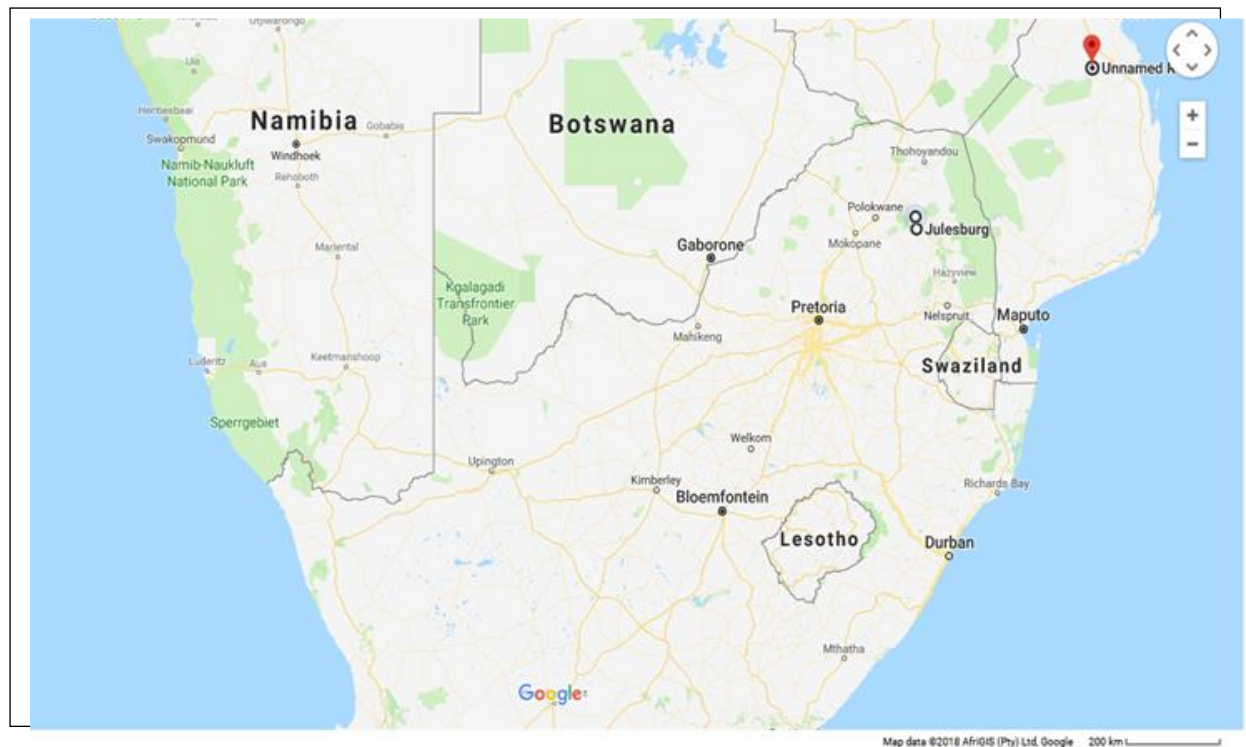 Unnamed R
Namibia
Gobabis
Botswana
Hentiesbaai
Swakopmund
Windhoek
Namib-Naukluft
National Park
Rehoboth
Thohoyandou
Polokwane
Julesburg
Mokopane
Mariental
Gaborone
Hazyview
Kgalagadi
Transfrontier
Park
Pretoria
Nelspruit
Maputo
Mahikeng
Luderitz
Aus
Keetmanshoop
Swaziland
Sperrgebiet
Welkom
Upington
Kimberley
Bloemfontein
Richards Bay
Lesotho
Durban
Mthatha
Google
Map data ©2018 AfriGIS (Pty) Ltd, Google 200 km